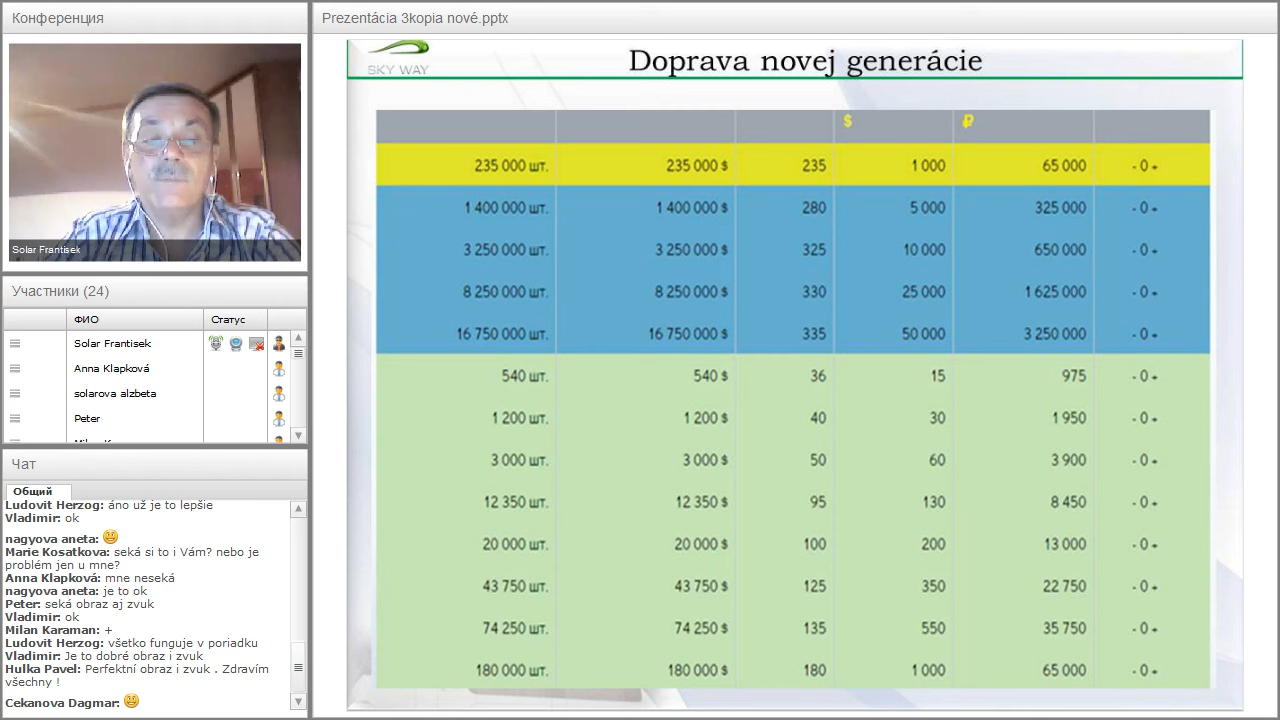 Конференция
Solar Frantisek
Участники (24)
ФИО Статус
Solar Frantisek
Anna Klapková
solarova alzbeta
Peter
Чат
Общий
Ludovit Herzog: áno už je to lepšie
Vladimir: ok
nagyova aneta:
Marie Kosatkova: seká si to i Vám? nebo je
problém jen u mne?
Anna Klapková: mne neseká
nagyova aneta: je to ok
Peter: seká obraz aj zvuk
Vladimir: ok
Milan Karaman: +
Ludovit Herzog: všetko funguje v poriadku
Vladimir: Je to dobré obraz i zvuk
Hulka Pavel: Perfektní obraz i zvuk . Zdravím
všechny !
Cekanova Dagmar:
Prezentácia 3kopia nové.pptx
SKY WAY
Doprava novej generácie
$ ₽
235 000 шт. 235 000 $ 235 1 000 65 000 - 0 +
1 400 000 шт. 1 400 000 $ 280 5 000 325 000 - 0 +
3 250 000 шт. 3 250 000 $ 325 10 000 650 000 - 0 +
8 250 000 шт. 8 250 000 $ 330 25 000 1 625 000 - 0 +
16 750 000 шт. 16 750 000 $ 335 50 000 3 250 000 - 0 +
540 шт. 540 $ 36 15 975 - 0 +
1 200 шт. 1 200 $ 40 30 1 950 - 0 +
3 000 шт. 3 000 $ 50 60 3 900 - 0 +
12 350 шт. 12 350 $ 95 130 8 450 - 0 +
20 000 шт. 20 000 $ 100 200 13 000 - 0 +
43 750 шт. 43 750 $ 125 350 22 750 - 0 +
74 250 шт. 74 250 $ 135 550 35 750 - 0 +
180 000 шт. 180 000 $ 180 1 000 65 000 - 0 +